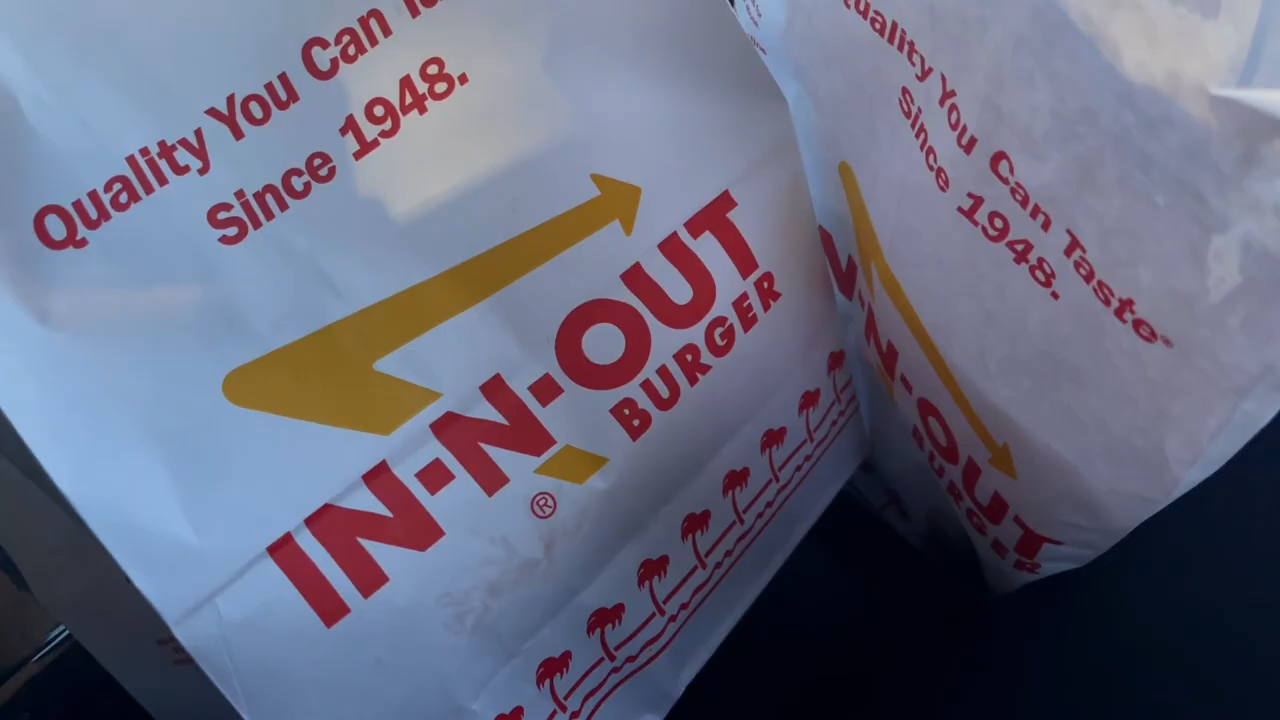 Quality You Can
Since 1948.
IN-N-OUT
BURGER
®
Quality You Can Taste®
Since 1948.
IN-N-OUT
BURGER